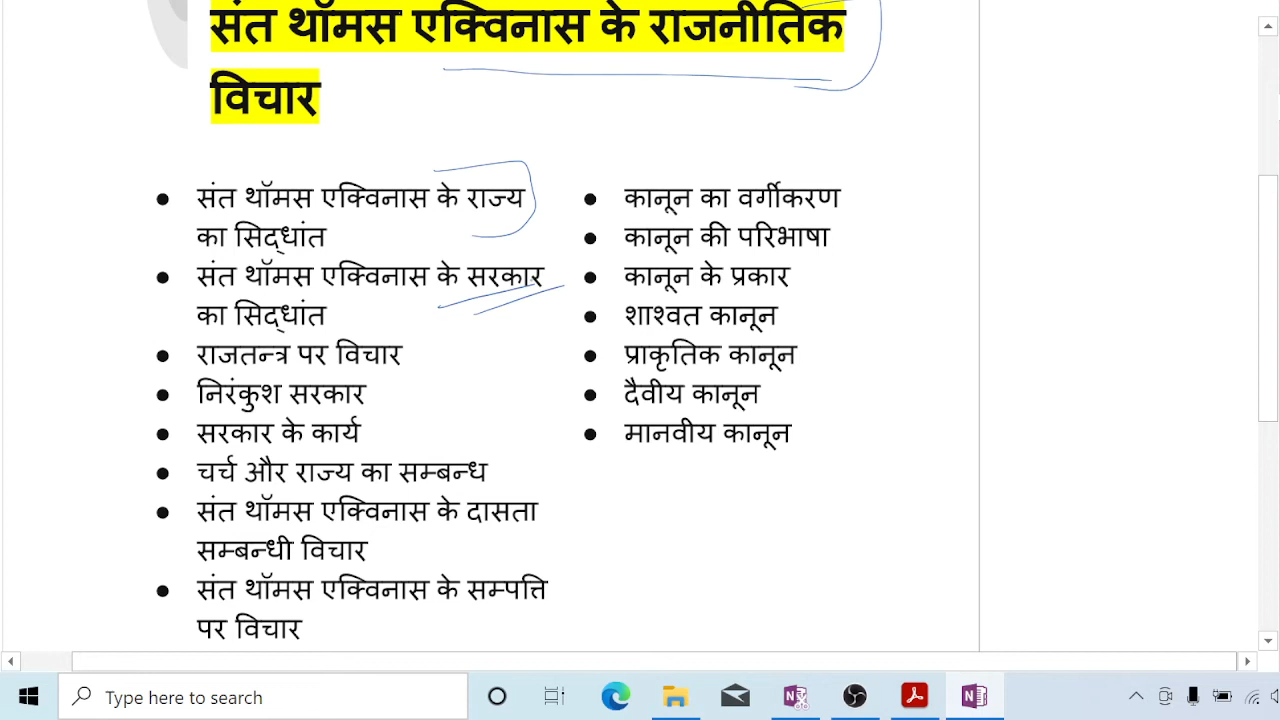 संत थॉमस एक्विनास के राजनीतिक
विचार
संत थॉमस एक्विनास के राज्य
का सिद्धांत
संत थॉमस एक्विनास के सरकार
का सिद्धांत
राजतन्त्र पर विचार
निरंकुश सरकार
सरकार के कार्य
चर्च और राज्य का सम्बन्ध
संत थॉमस एक्विनास के दासता
सम्बन्धी विचार
संत थॉमस एक्विनास के सम्पत्ति
पर विचार
कानून का वर्गीकरण
कानून की परिभाषा
कानून के प्रकार
शाश्वत कानून
प्राकृतिक कानून
दैवीय कानून
मानवीय कानून
Type here to search